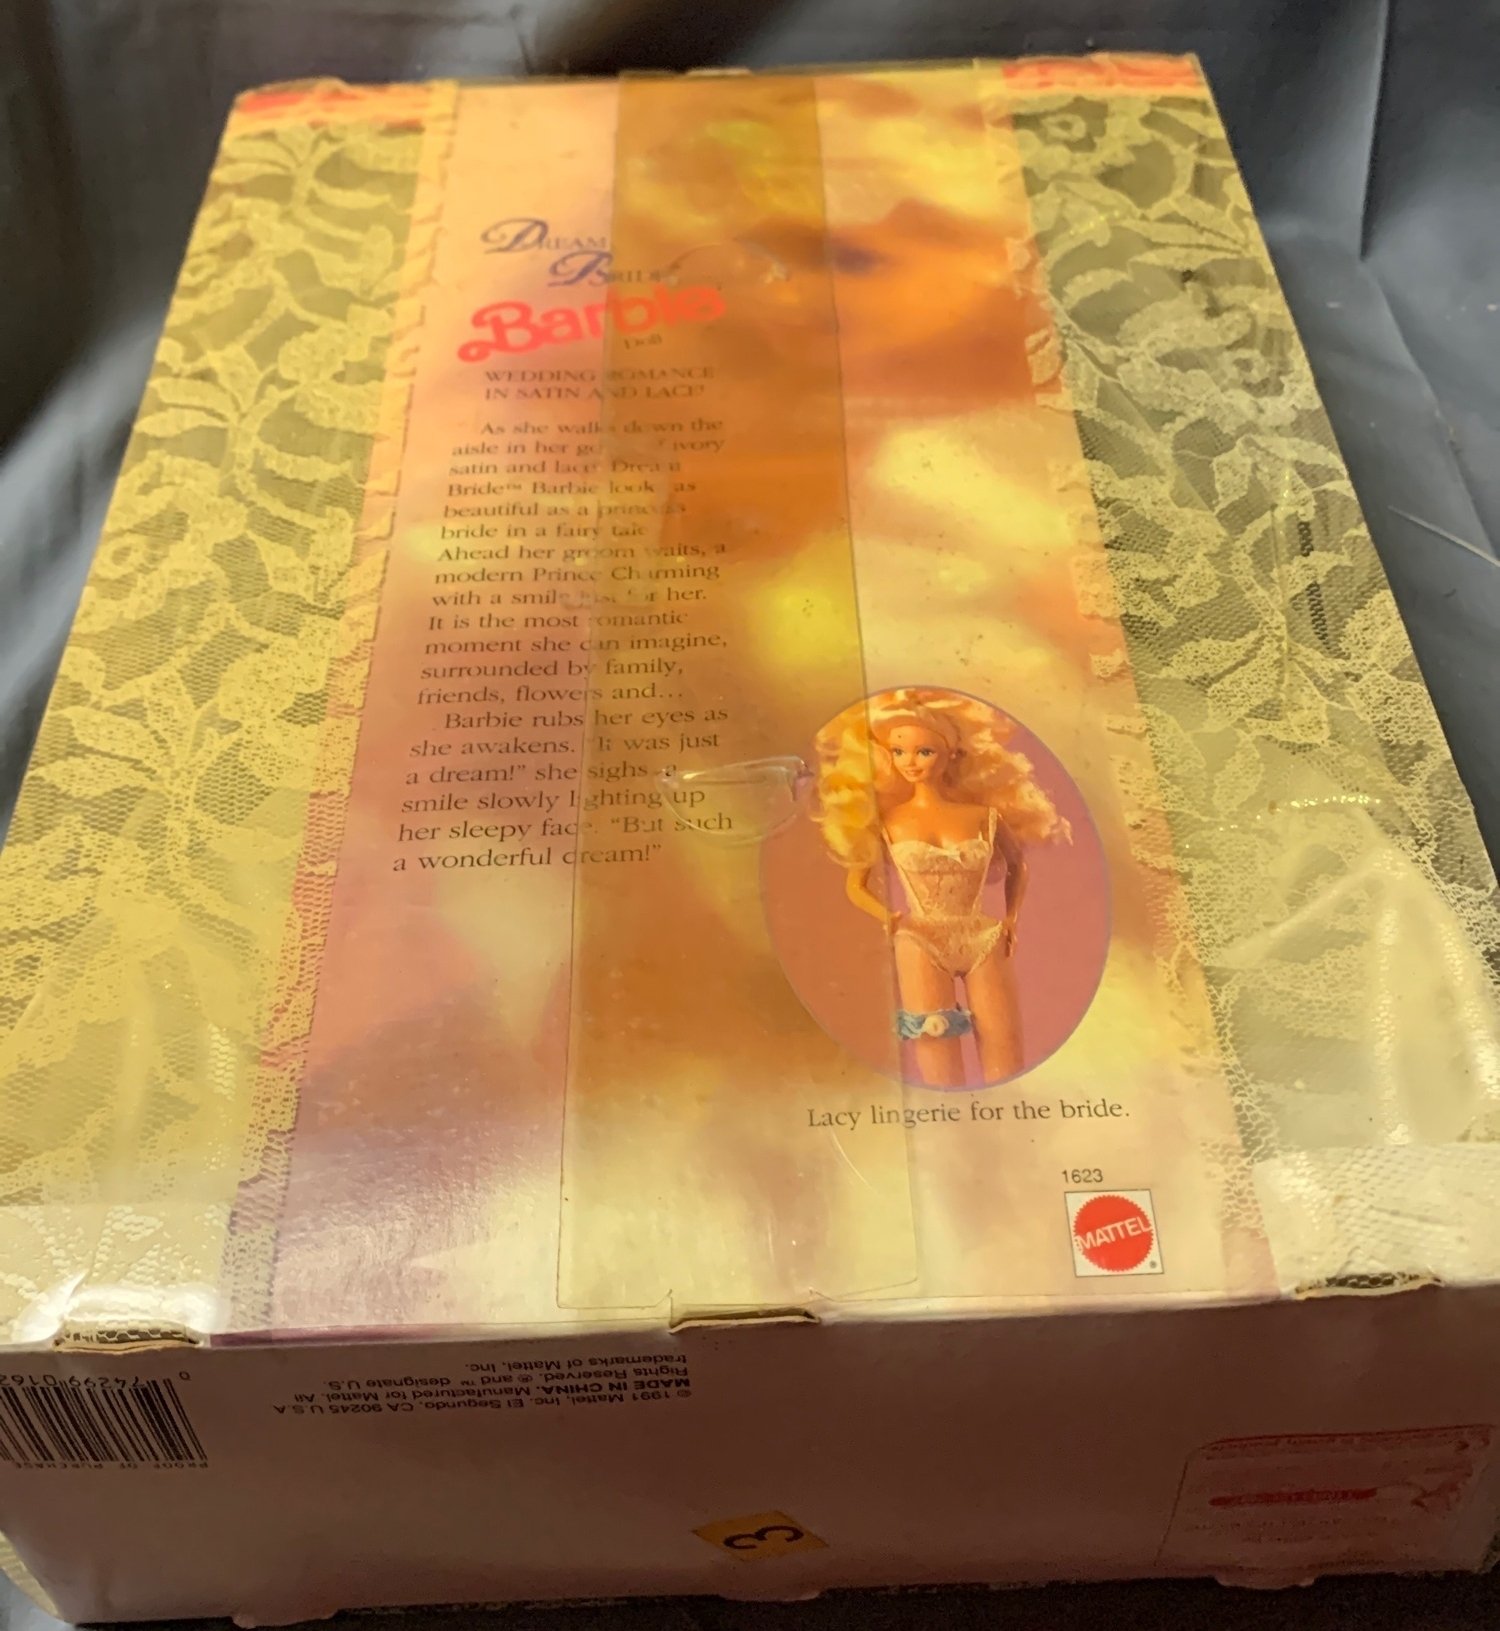 DREAM
BRIDE™
Barbie
Doll
WEDDING ROMANCE
IN SATIN AND LACE!
As she walks down the
aisle in her ivory
satin and lace, Dream
Bride™ Barbie looks as
beautiful as a princess
bride in a fairy tale
Ahead her groom waits, a
modern Prince Charming
with a smile just for her.
It is the most romantic
moment she can imagine,
surrounded by family,
friends, flowers and...
Barbie rubs her eyes as
she awakens. "It was just
a dream!" she sighs a
smile slowly lighting up
her sleepy face. "But such
a wonderful dream!"
Lacy lingerie for the bride.
1623
MATTEL®
© 1991 Mattel, Inc. El Segundo, CA 90245 U.S.A
MADE IN CHINA. Manufactured for Mattel. All
Rights Reserved. ® and ™ designate U.S.
trademarks of Mattel, Inc.
0 74299 0162
PROOF OF PURCHASE
3